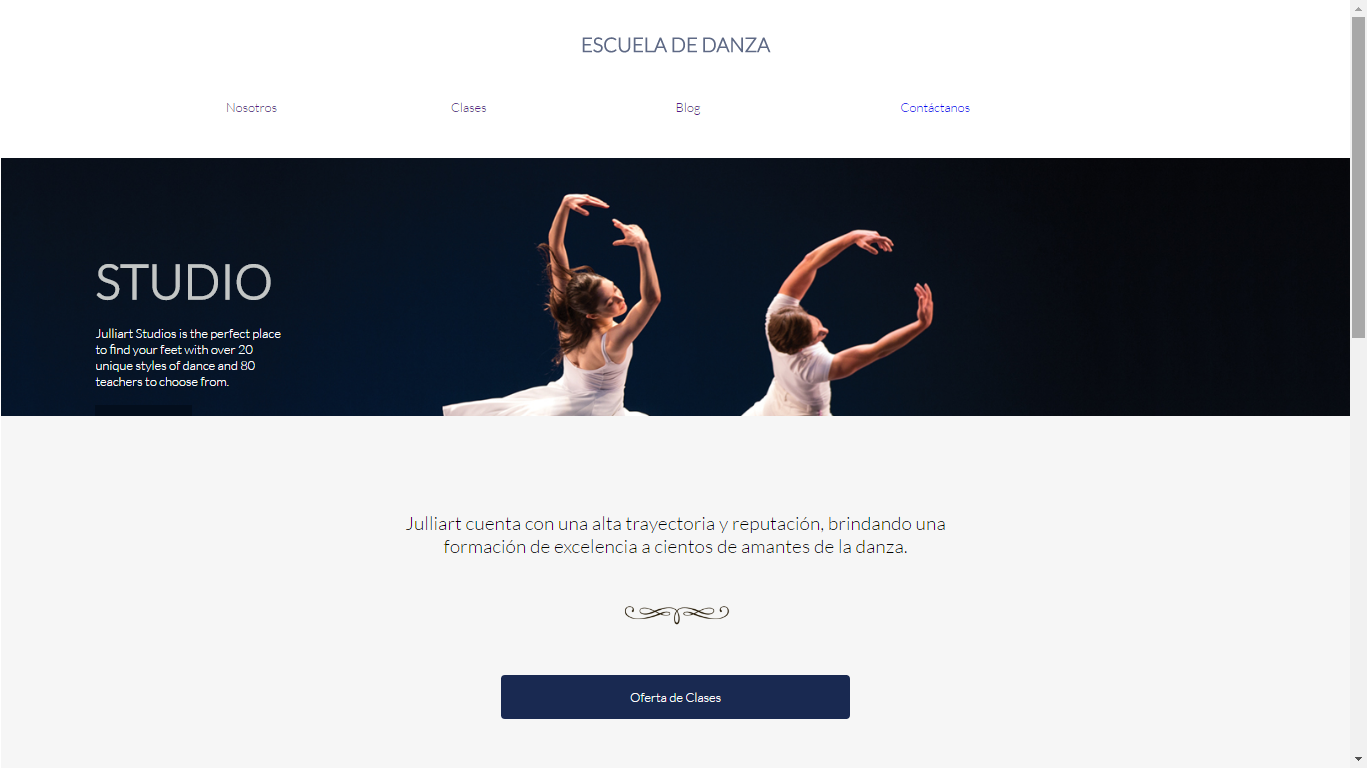 ESCUELA DE DANZA
Nosotros
Clases
Blog
Contáctanos
STUDIO
Julliart Studios is the perfect place
to find your feet with over 20
unique styles of dance and 80
teachers to choose from.
Julliart cuenta con una alta trayectoria y reputación, brindando una
formación de excelencia a cientos de amantes de la danza.
Oferta de Clases